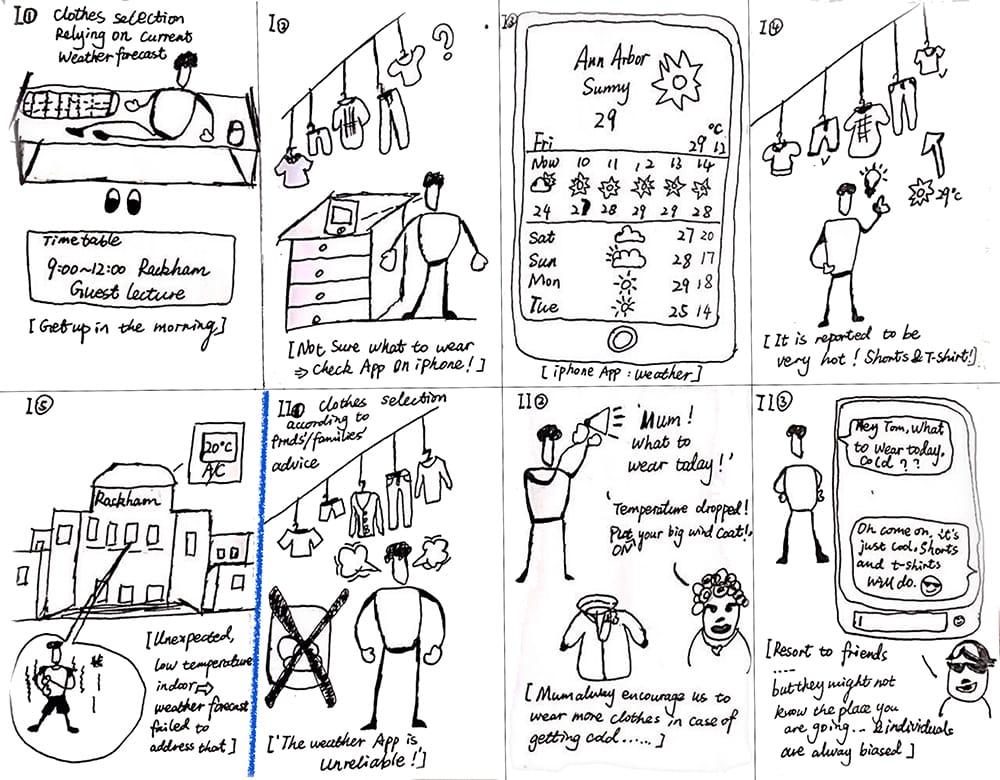 I①
Clothes selection
Relying on current
Weather forecast
Time table
9:00~12:00 Rackham
Guest lecture
[Get up in the morning]
I②
?
[Not Sure what to wear
⇒ Check App On iphone!]
I③
Ann Arbor
Sunny
29
°C
Fri 29 13
Now 10 11 12 13 14
24 27 28 29 29 28
Sat 27 20
Sun 28 17
Mon 29 18
Tue 25 14
[iphone App: weather]
I④
29°C
[It is reported to be
very hot! Shorts & T-shirt!]
I⑤
20°C
A/C
Rackham
[Unexpected,
low temperature
indoor ⇨
weather forecast
failed to
address that]
II①
Clothes selection
according to
frnds'/families'
advice
['The weather App is
Unreliable!']
II②
'Mum!
What to
wear today!'
'Temperature dropped!
Put your big wind Coat!,
ON
[Mum alway encourage us to
wear more clothes in case of
getting cold......]
II③
Hey Tom, what
to wear today,
Cold??
Oh come on, it's
just cool, shorts
and t-shirts
will do.
[Resort to friends
....
but they might not
know the place you
are going... & individuals
are alway biased]